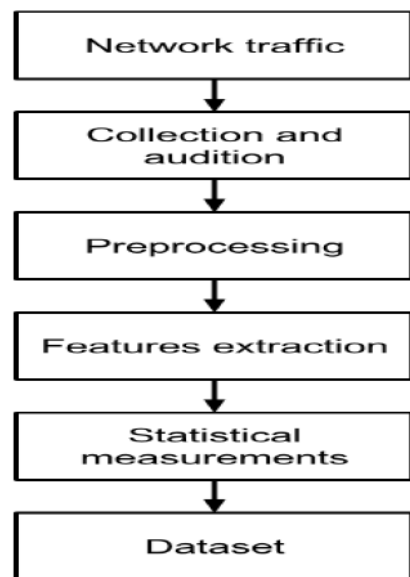 Network traffic
Collection and
audition
Preprocessing
Features extraction
Statistical
measurements
Dataset